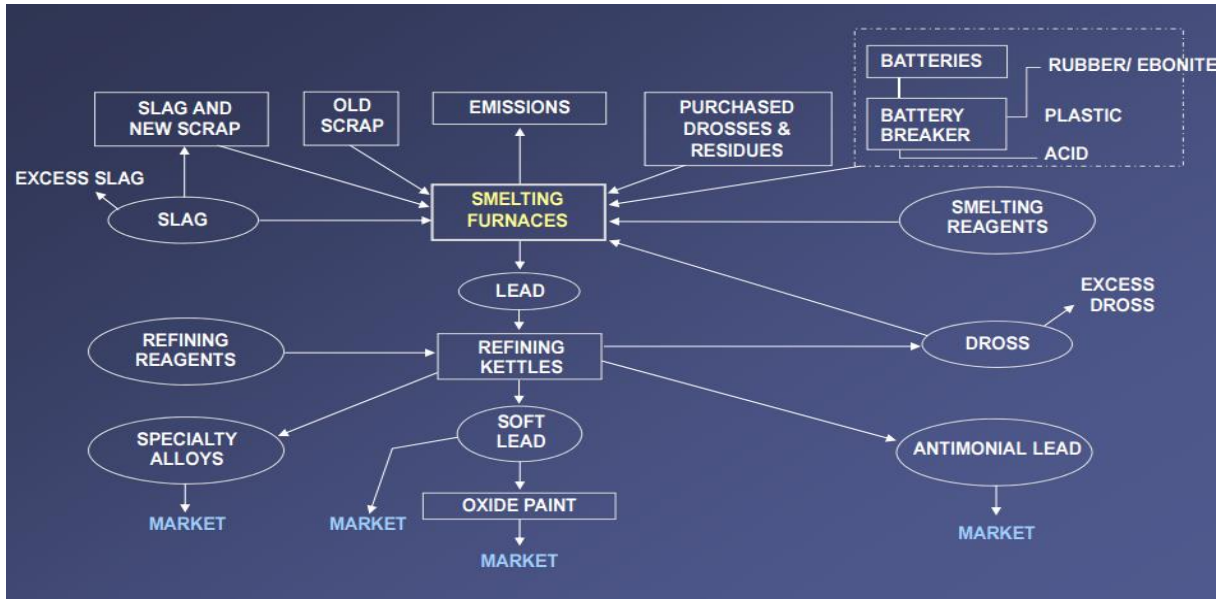 BATTERIES
RUBBER/ EBONITE
SLAG AND
NEW SCRAP
OLD
SCRAP
EMISSIONS
PURCHASED
DROSSES &
RESIDUES
BATTERY
BREAKER
PLASTIC
ACID
EXCESS SLAG
SLAG
SMELTING
FURNACES
SMELTING
REAGENTS
LEAD
EXCESS
DROSS
REFINING
REAGENTS
REFINING
KETTLES
DROSS
SPECIALTY
ALLOYS
SOFT
LEAD
ANTIMONIAL LEAD
OXIDE PAINT
MARKET
MARKET
MARKET
MARKET